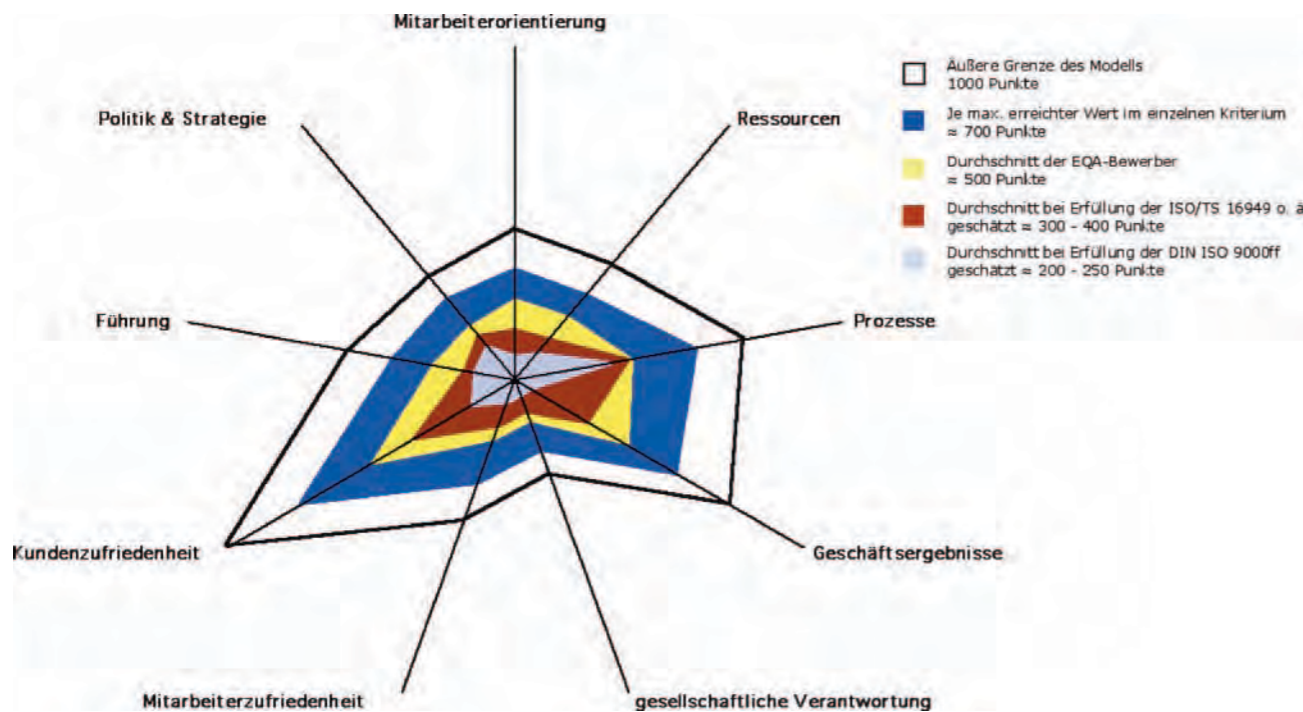 Mitarbeiterorientierung
Politik & Strategie
Ressourcen
Führung
Prozesse
Kundenzufriedenheit
Geschäftsergebnisse
Mitarbeiterzufriedenheit
gesellschaftliche Verantwortung
Äußere Grenze des Modells
1000 Punkte
Je max. erreichter Wert im einzelnen Kriterium
≈ 700 Punkte
Durchschnitt der EQA-Bewerber
≈ 500 Punkte
Durchschnitt bei Erfüllung der ISO/TS 16949 o. ä
geschätzt ≈ 300 - 400 Punkte
Durchschnitt bei Erfüllung der DIN ISO 9000ff
geschätzt ≈ 200 - 250 Punkte